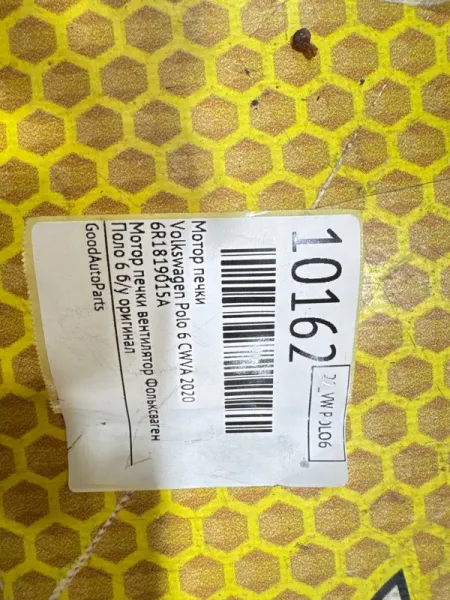 10162
22_VW POLO6
Мотор печки
Volkswagen Polo 6 CWVA 2020
6R1819015A
Мотор печки вентилятор Фольксваген
Поло 6 б/у оригинал
GoodAutoParts